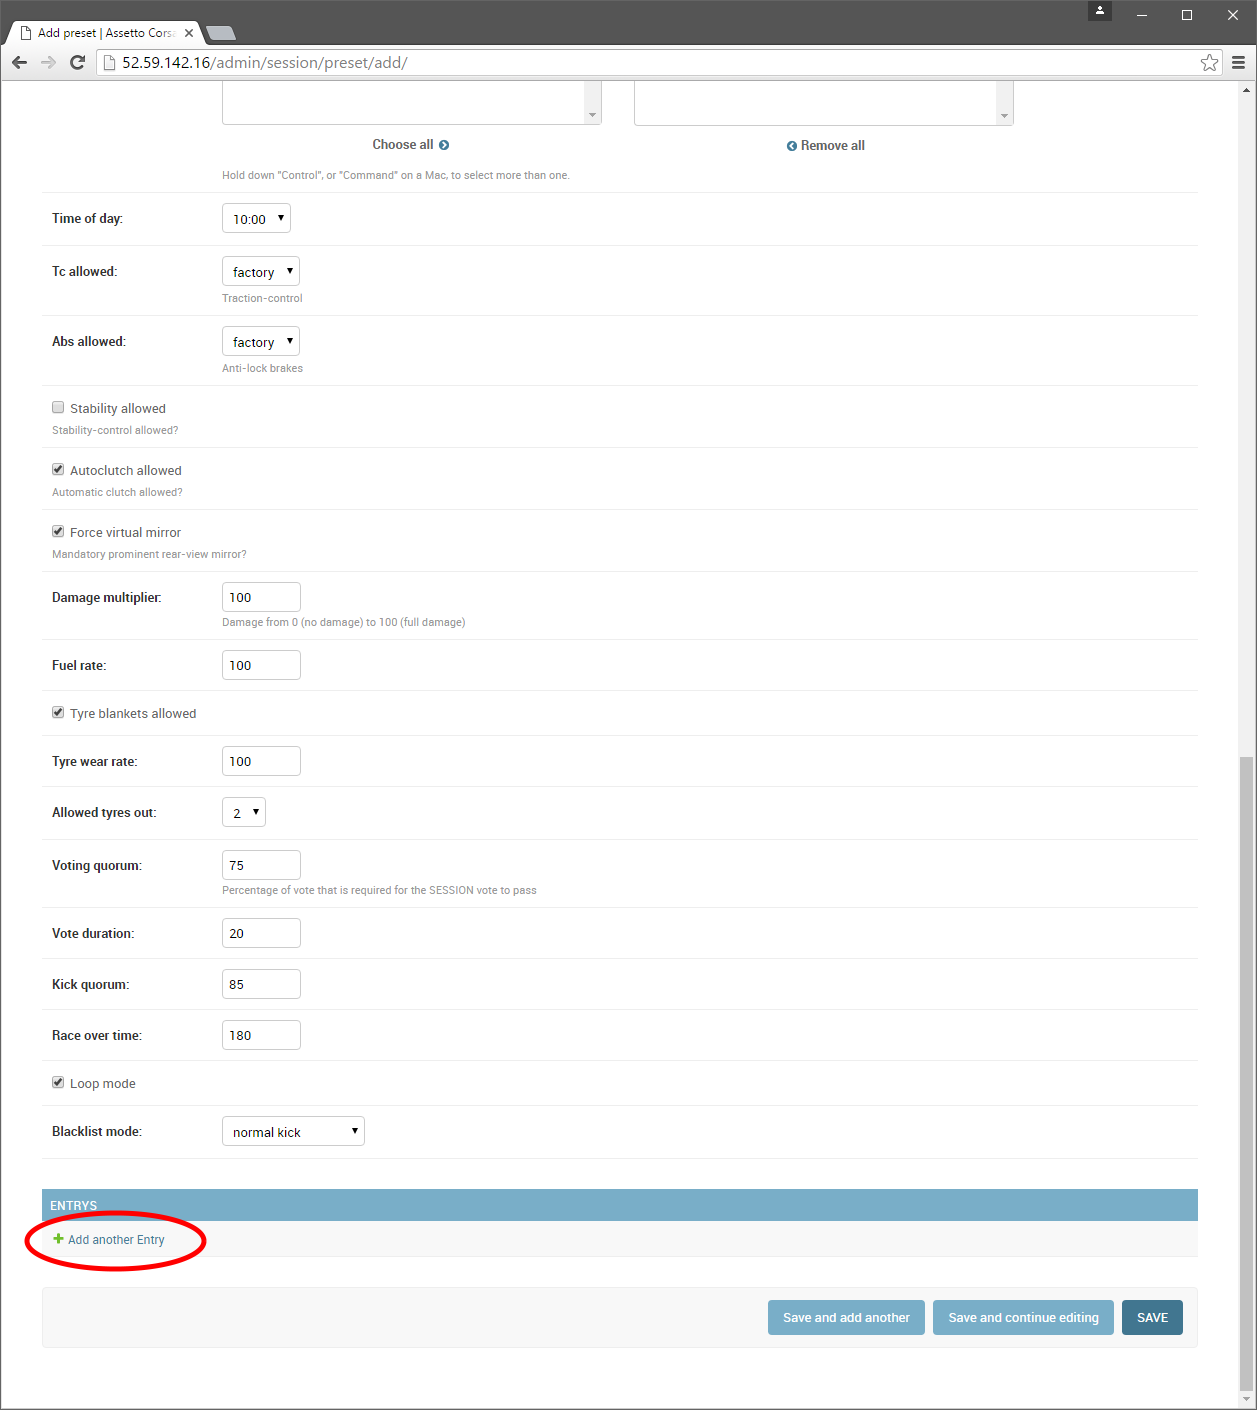 Add preset | Assetto Corsa
52.59.142.16/admin/session/preset/add/
Choose all
Remove all
Hold down "Control", or "Command" on a Mac, to select more than one.
Time of day:
10:00
Tc allowed:
factory
Traction-control
Abs allowed:
factory
Anti-lock brakes
Stability allowed
Stability-control allowed?
Autoclutch allowed
Automatic clutch allowed?
Force virtual mirror
Mandatory prominent rear-view mirror?
Damage multiplier:
100
Damage from 0 (no damage) to 100 (full damage)
Fuel rate:
100
Tyre blankets allowed
Tyre wear rate:
100
Allowed tyres out:
2
Voting quorum:
75
Percentage of vote that is required for the SESSION vote to pass
Vote duration:
20
Kick quorum:
85
Race over time:
180
Loop mode
Blacklist mode:
normal kick
ENTRYS
Add another Entry
Save and add another
Save and continue editing
SAVE